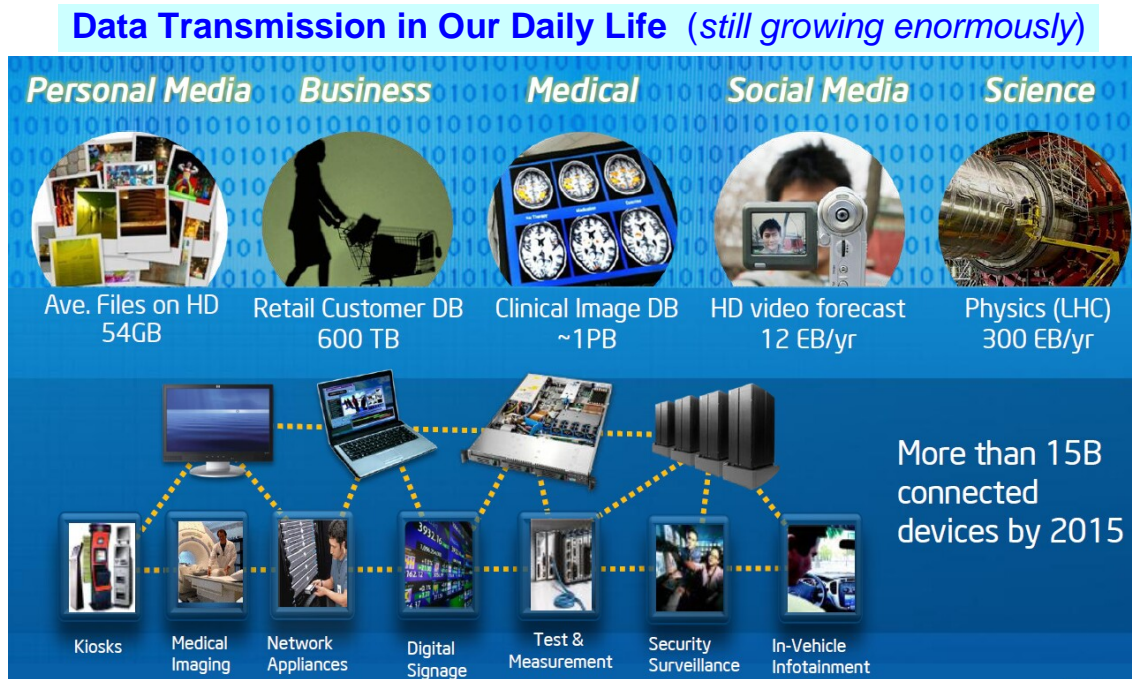 Data Transmission in Our Daily Life (still growing enormously)
Personal Media
Business
Medical
Social Media
Science
Ave. Files on HD
54GB
Retail Customer DB
600 TB
Clinical Image DB
~1PB
HD video forecast
12 EB/yr
Physics (LHC)
300 EB/yr
More than 15B
connected
devices by 2015
Kiosks
Medical
Imaging
Network
Appliances
Digital
Signage
Test &
Measurement
Security
Surveillance
In-Vehicle
Infotainment